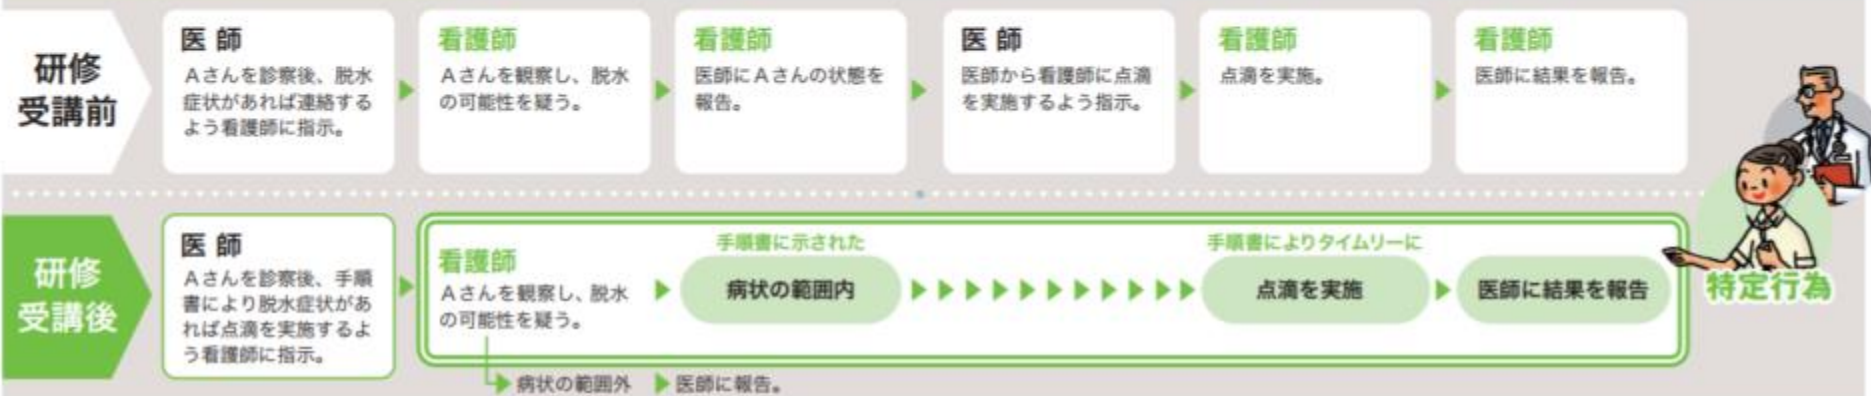 研修
受講前
医師
Aさんを診察後、脱水
症状があれば連絡する
よう看護師に指示。
看護師
Aさんを観察し、脱水
の可能性を疑う。
看護師
医師にAさんの状態を
報告。
医師
医師から看護師に点滴
を実施するよう指示。
看護師
点滴を実施。
看護師
医師に結果を報告。
研修
受講後
医師
Aさんを診察後、手順
書により脱水症状があ
れば点滴を実施するよ
う看護師に指示。
看護師
Aさんを観察し、脱水
の可能性を疑う。
手順書に示された
病状の範囲内
手順書によりタイムリーに
点滴を実施
医師に結果を報告
特定行為
病状の範囲外
医師に報告。